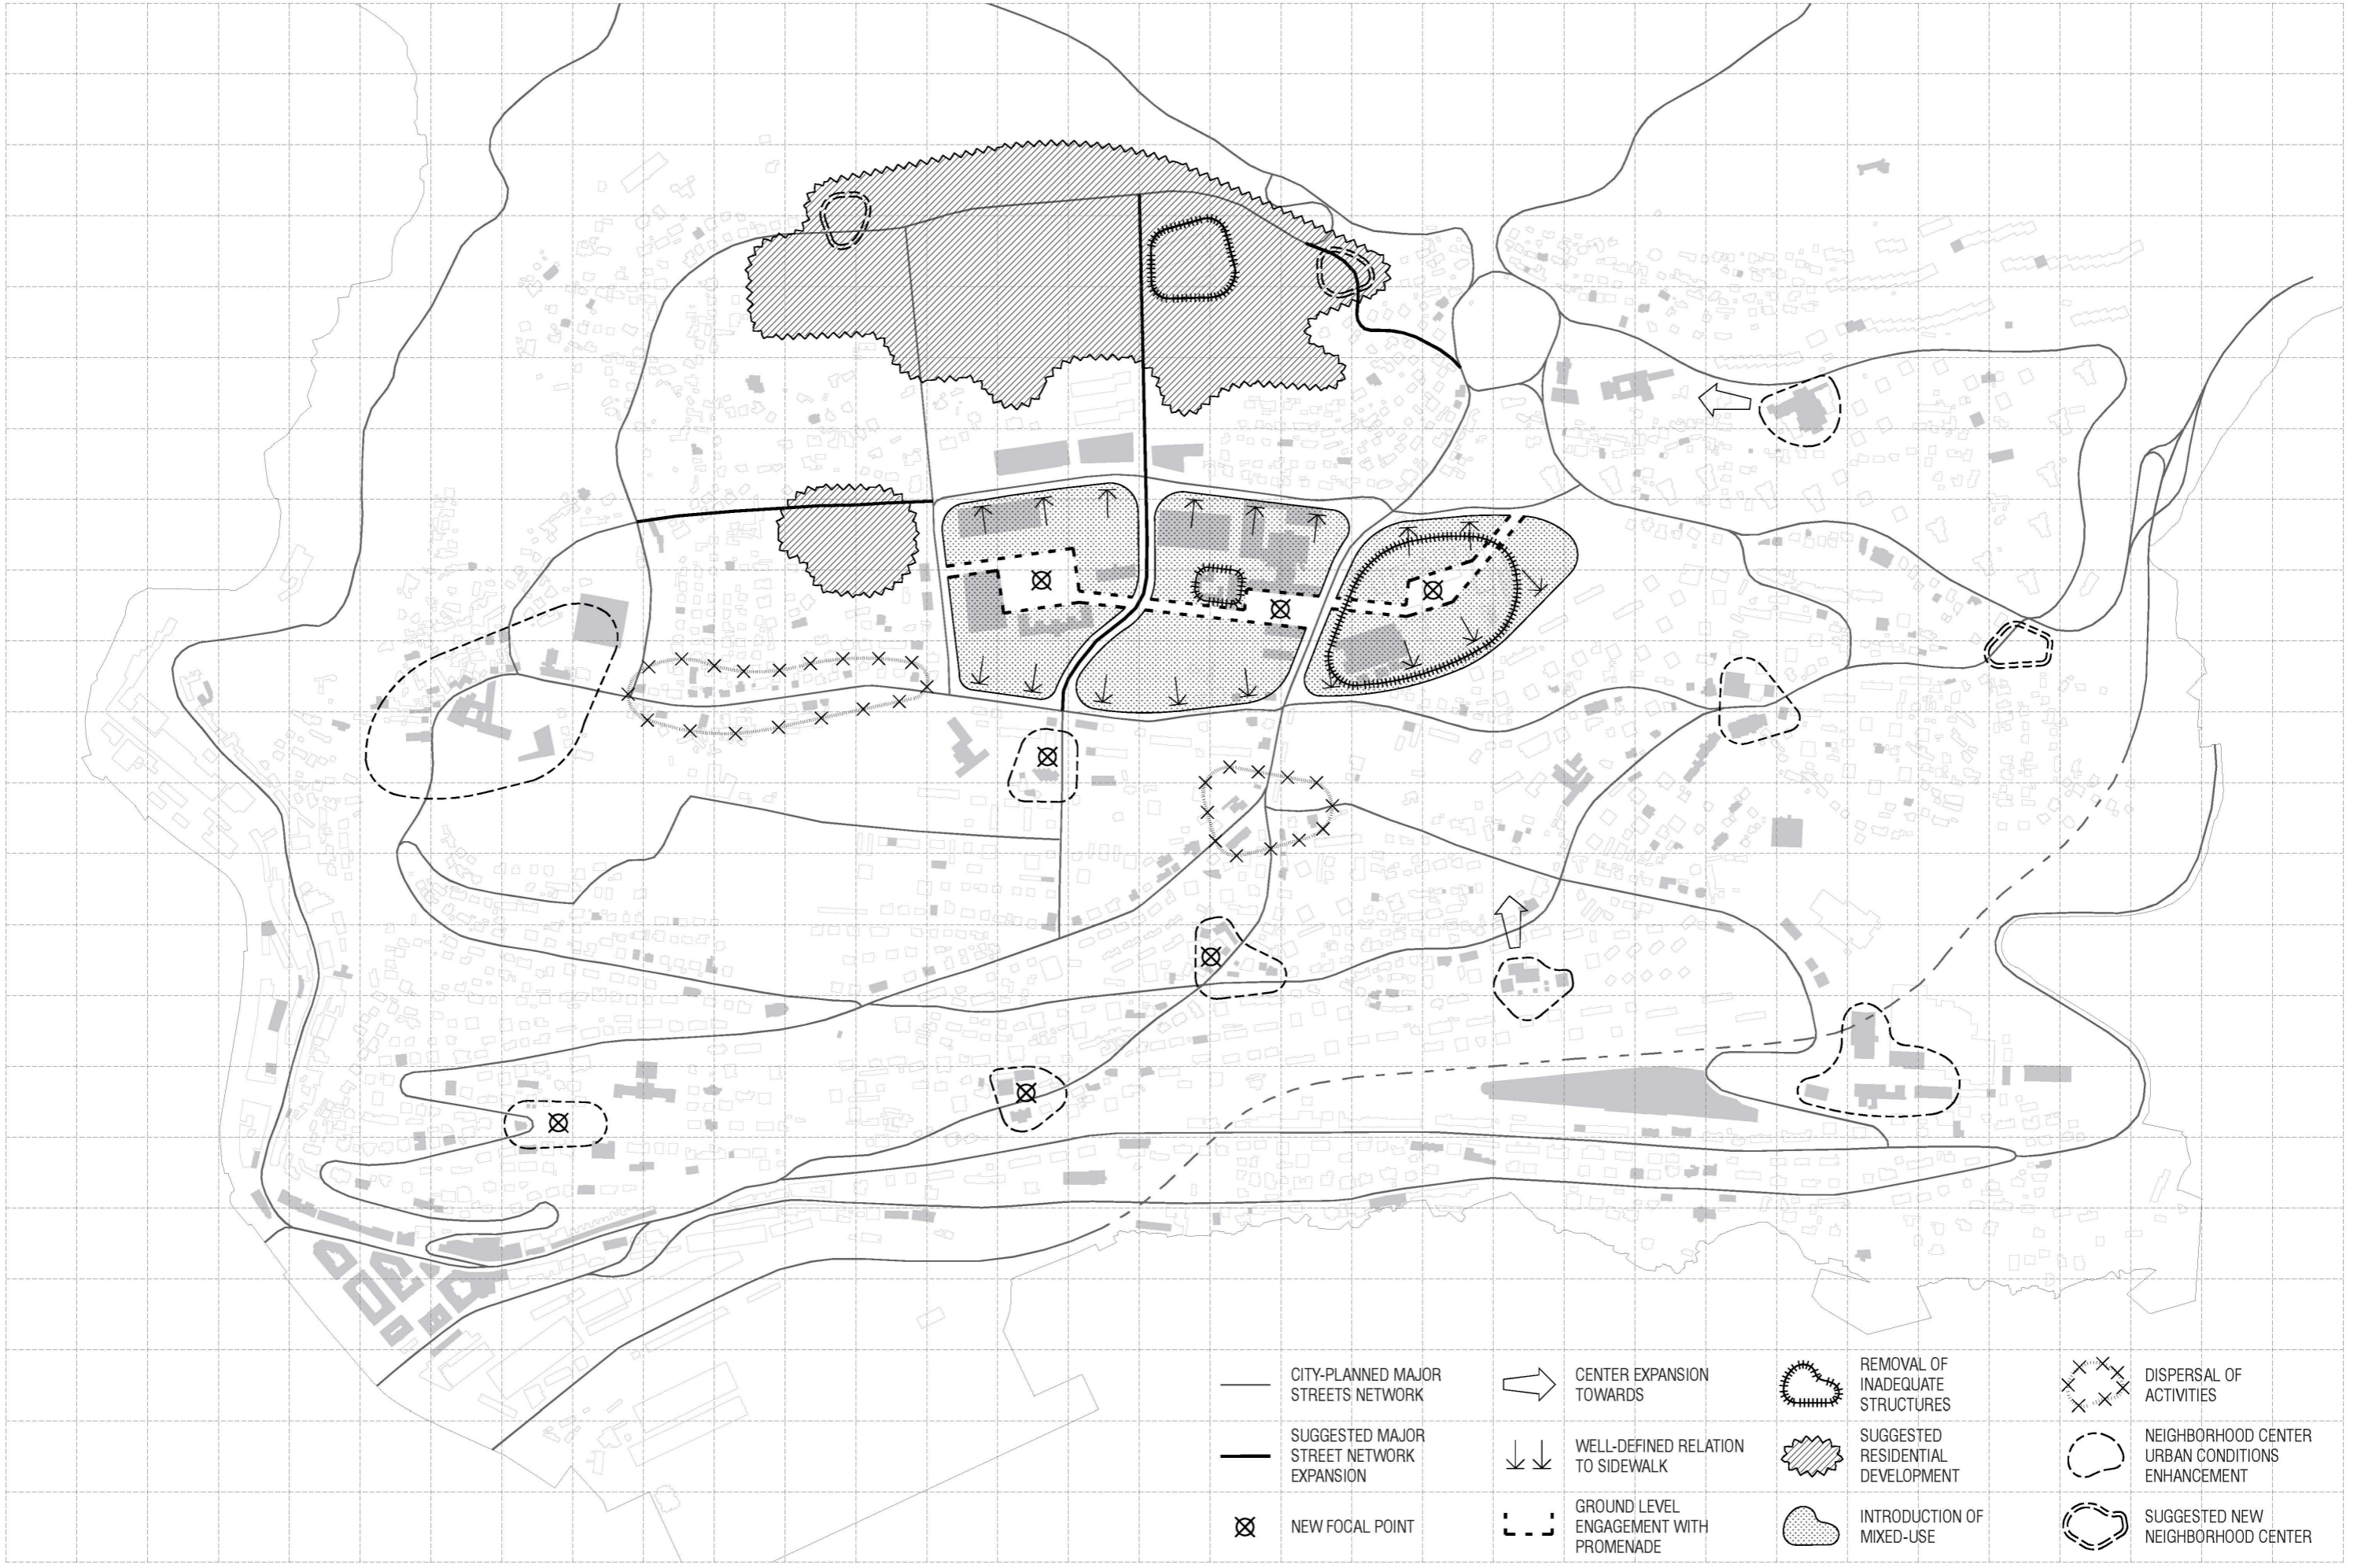 CITY-PLANNED MAJOR
STREETS NETWORK
SUGGESTED MAJOR
STREET NETWORK
EXPANSION
NEW FOCAL POINT
CENTER EXPANSION
TOWARDS
WELL-DEFINED RELATION
TO SIDEWALK
GROUND LEVEL
ENGAGEMENT WITH
PROMENADE
REMOVAL OF
INADEQUATE
STRUCTURES
SUGGESTED
RESIDENTIAL
DEVELOPMENT
INTRODUCTION OF
MIXED-USE
DISPERSAL OF
ACTIVITIES
NEIGHBORHOOD CENTER
URBAN CONDITIONS
ENHANCEMENT
SUGGESTED NEW
NEIGHBORHOOD CENTER